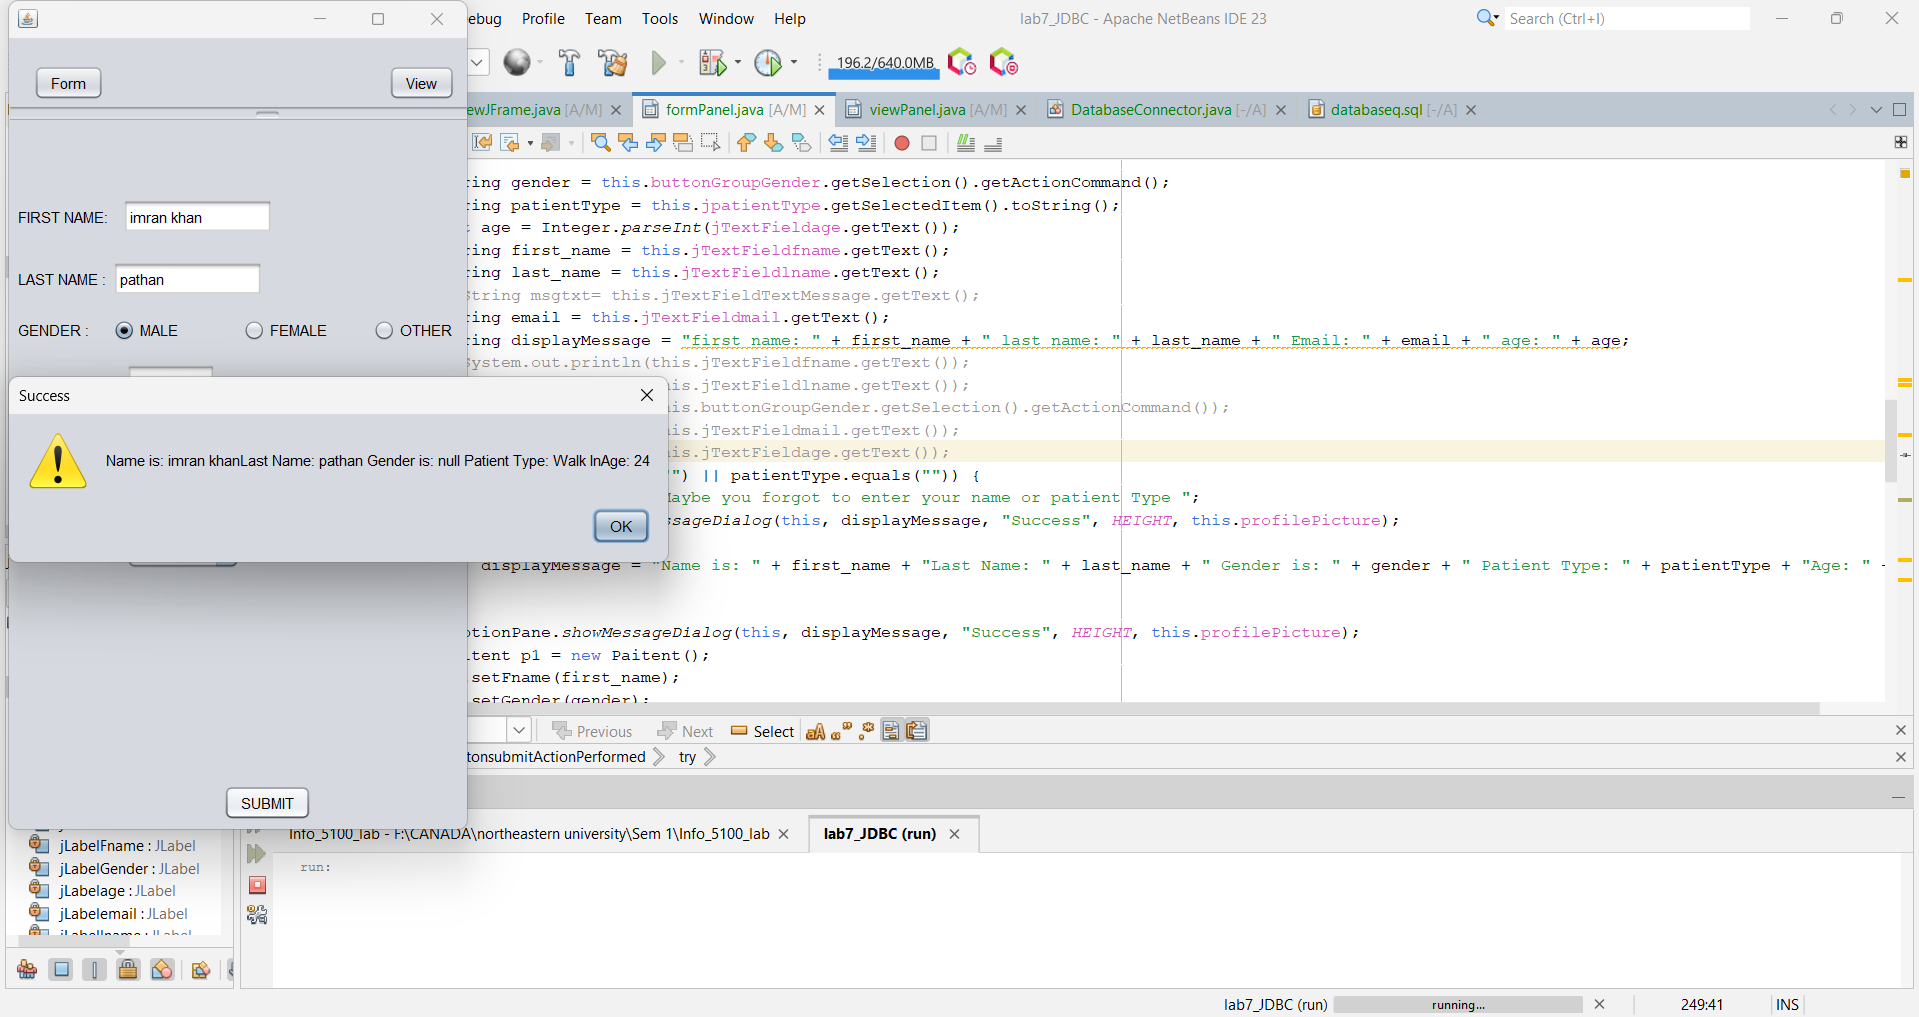 ebug Profile Team Tools Window Help
lab7_JDBC - Apache NetBeans IDE 23
Search (Ctrl+I)
Form
View
196.2/640.0MB
ewJFrame.java [A/M]
formPanel.java [A/M]
viewPanel.java [A/M]
DatabaseConnector.java [-/A]
databaseq.sql [-/A]
FIRST NAME: imran khan
LAST NAME : pathan
GENDER : MALE FEMALE OTHER
ing gender = this.buttonGroupGender.getSelection().getActionCommand();
ing patientType = this.jpatientType.getSelectedItem().toString();
t age = Integer.parseInt(jTextFieldage.getText());
ing first_name = this.jTextFieldfname.getText();
ing last_name = this.jTextFieldlname.getText();
String msgtxt= this.jTextFieldTextMessage.getText();
ing email = this.jTextFieldmail.getText();
ing displayMessage = "first name: " + first_name + " last name: " + last_name + " Email: " + email + " age: " + age;
System.out.println(this.jTextFieldfname.getText());
is.jTextFieldlname.getText());
is.buttonGroupGender.getSelection().getActionCommand());
is.jTextFieldmail.getText());
is.jTextFieldage.getText());
") || patientType.equals("")) {
Maybe you forgot to enter your name or patient Type ";
ssageDialog(this, displayMessage, "Success", HEIGHT, this.profilePicture);
displayMessage = "Name is: " + first_name + "Last Name: " + last_name + " Gender is: " + gender + " Patient Type: " + patientType + "Age: " +
ptionPane.showMessageDialog(this, displayMessage, "Success", HEIGHT, this.profilePicture);
itent p1 = new Paitent();
.setFname(first_name);
.setGender(gender);
Success
Name is: imran khanLast Name: pathan Gender is: null Patient Type: Walk InAge: 24
OK
SUBMIT
Previous Next Select
tonsubmitActionPerformed
try
Info_5100_lab - F:\CANADA\northeastern university\Sem 1\Info_5100_lab
lab7_JDBC (run)
run:
jLabelFname : JLabel
jLabelGender : JLabel
jLabelage : JLabel
jLabelemail : JLabel
jLabellname : JLabel
lab7_JDBC (run)
running...
249:41
INS